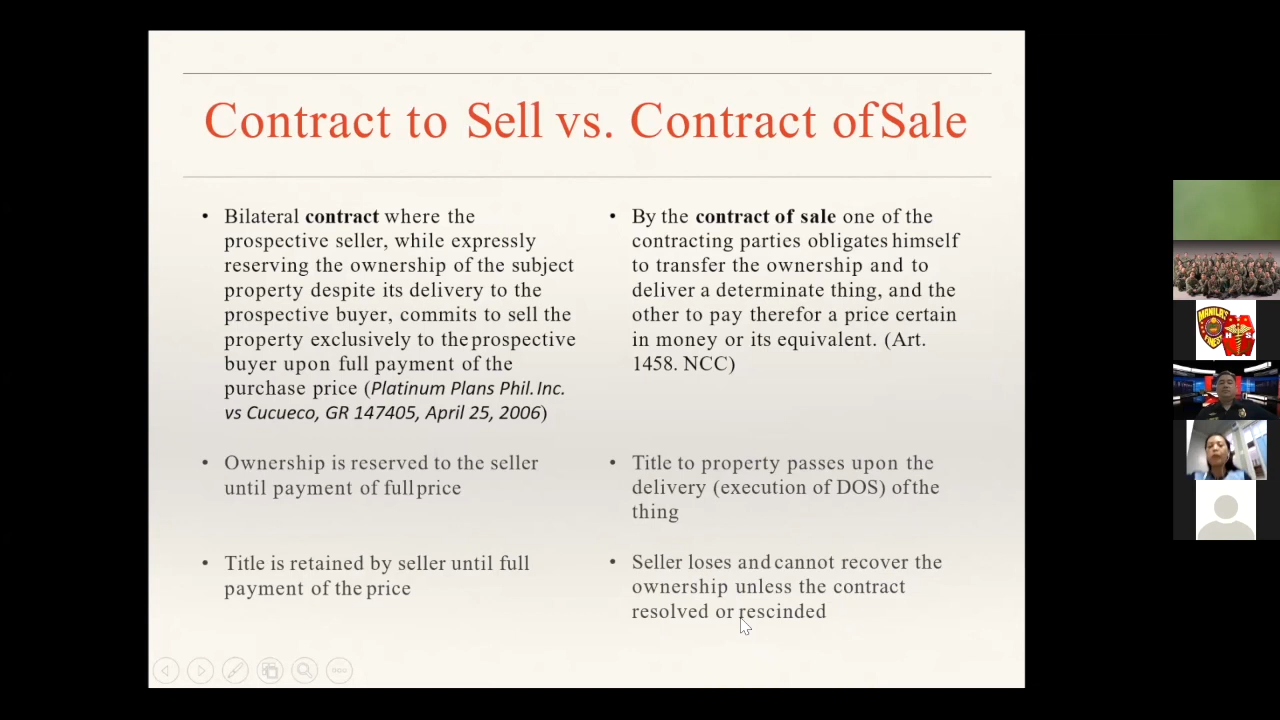 Contract to Sell vs. Contract of Sale
• Bilateral contract where the
prospective seller, while expressly
reserving the ownership of the subject
property despite its delivery to the
prospective buyer, commits to sell the
property exclusively to the prospective
buyer upon full payment of the
purchase price (Platinum Plans Phil. Inc.
vs Cucueco, GR 147405, April 25, 2006)
• Ownership is reserved to the seller
until payment of full price
• Title is retained by seller until full
payment of the price
• By the contract of sale one of the
contracting parties obligates himself
to transfer the ownership and to
deliver a determinate thing, and the
other to pay therefor a price certain
in money or its equivalent. (Art.
1458. NCC)
• Title to property passes upon the
delivery (execution of DOS) of the
thing
• Seller loses and cannot recover the
ownership unless the contract
resolved or rescinded
MANILA'S
FINEST